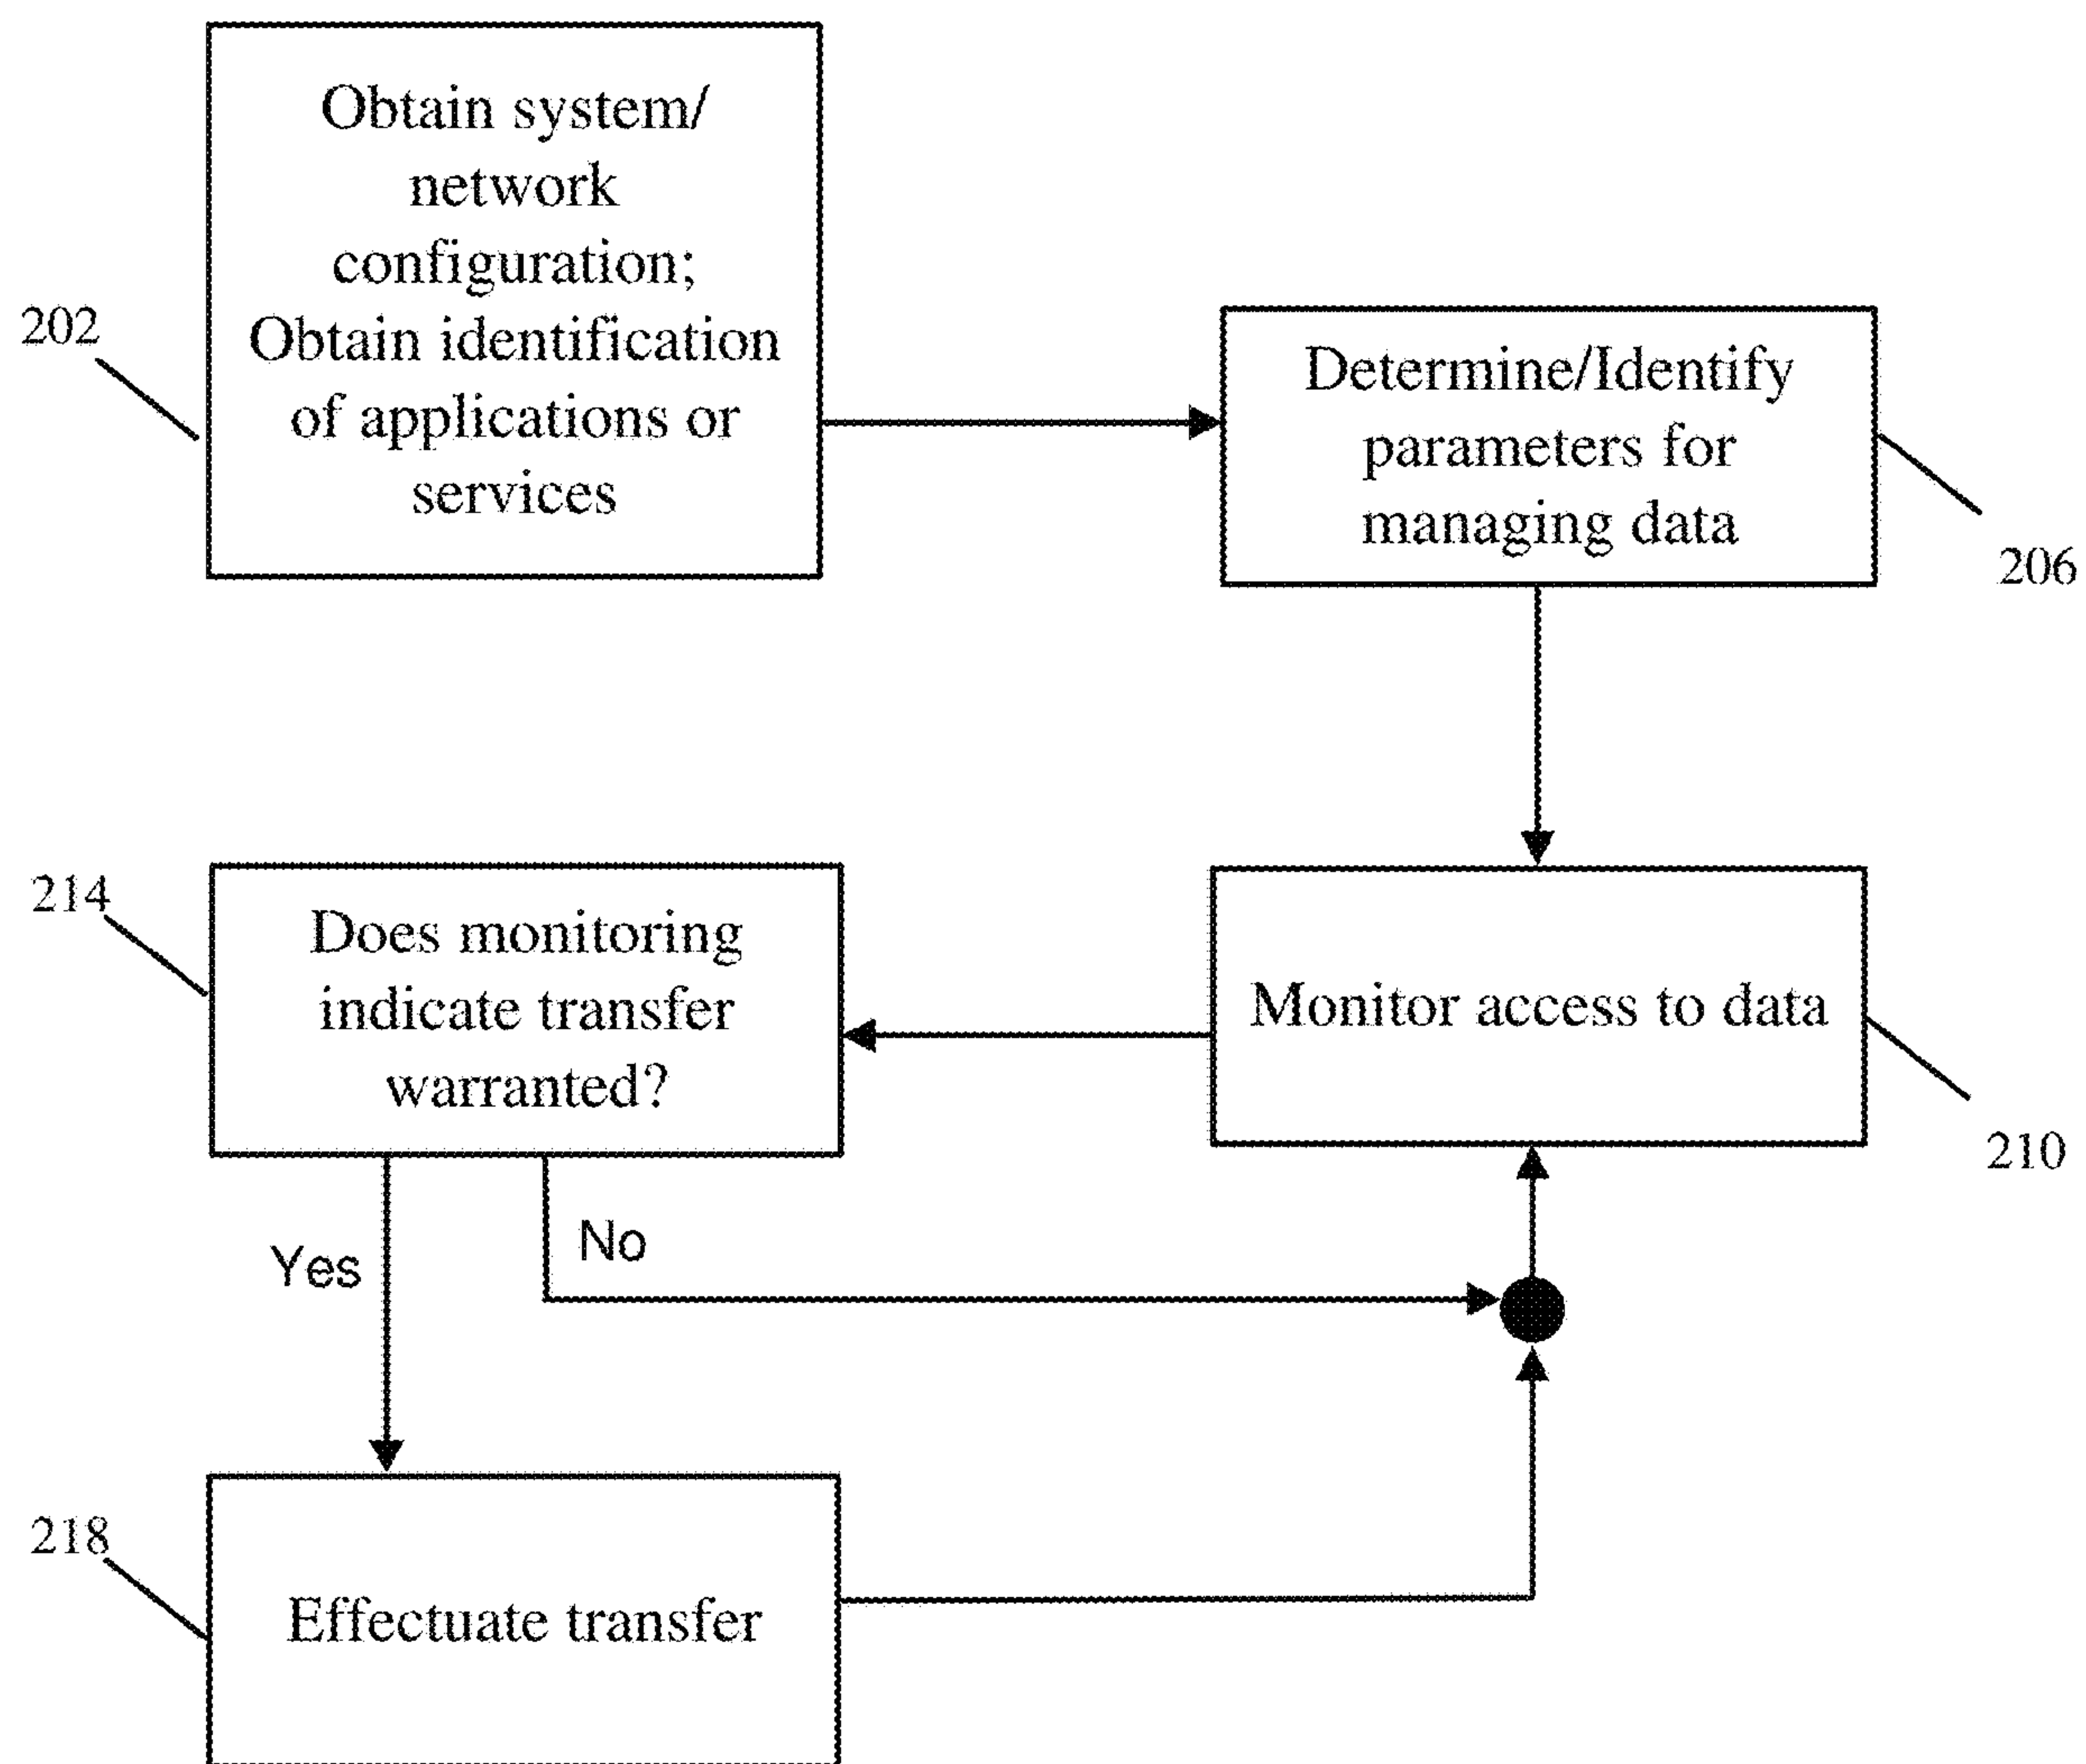 Obtain system/
network
configuration;
Obtain identification
of applications or
services
202
Determine/Identify
parameters for
managing data
206
214
Does monitoring
indicate transfer
warranted?
Monitor access to data
210
Yes
No
218
Effectuate transfer